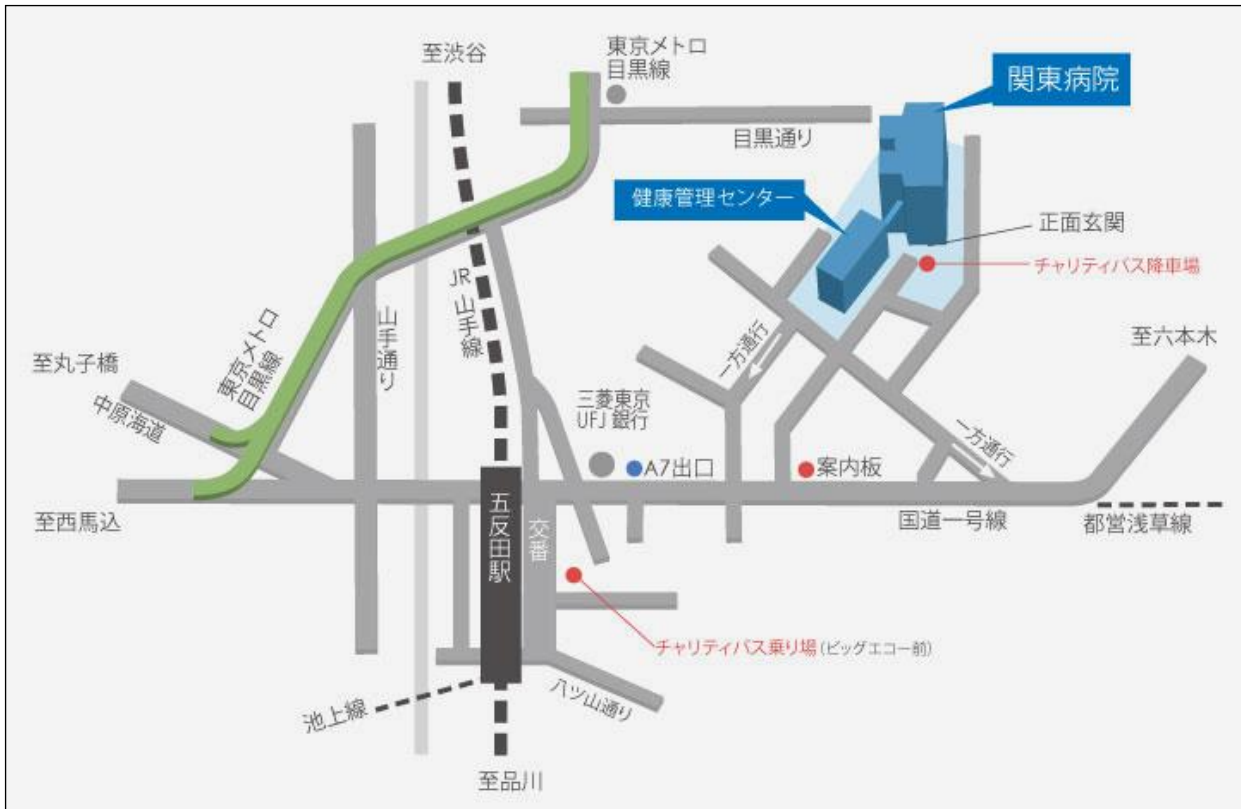 至渋谷
東京メトロ
目黒線
関東病院
目黒通り
健康管理センター
正面玄関
チャリティバス降車場
JR 山手線
山手通り
一方通行
至六本木
至丸子橋
東京メトロ
目黒線
中原海道
三菱東京
UFJ 銀行
A7出口
案内板
一方通行
至西馬込
五反田駅
交番
国道一号線
都営浅草線
チャリティバス乗り場(ビッグエコー前)
池上線
八ツ山通り
至品川